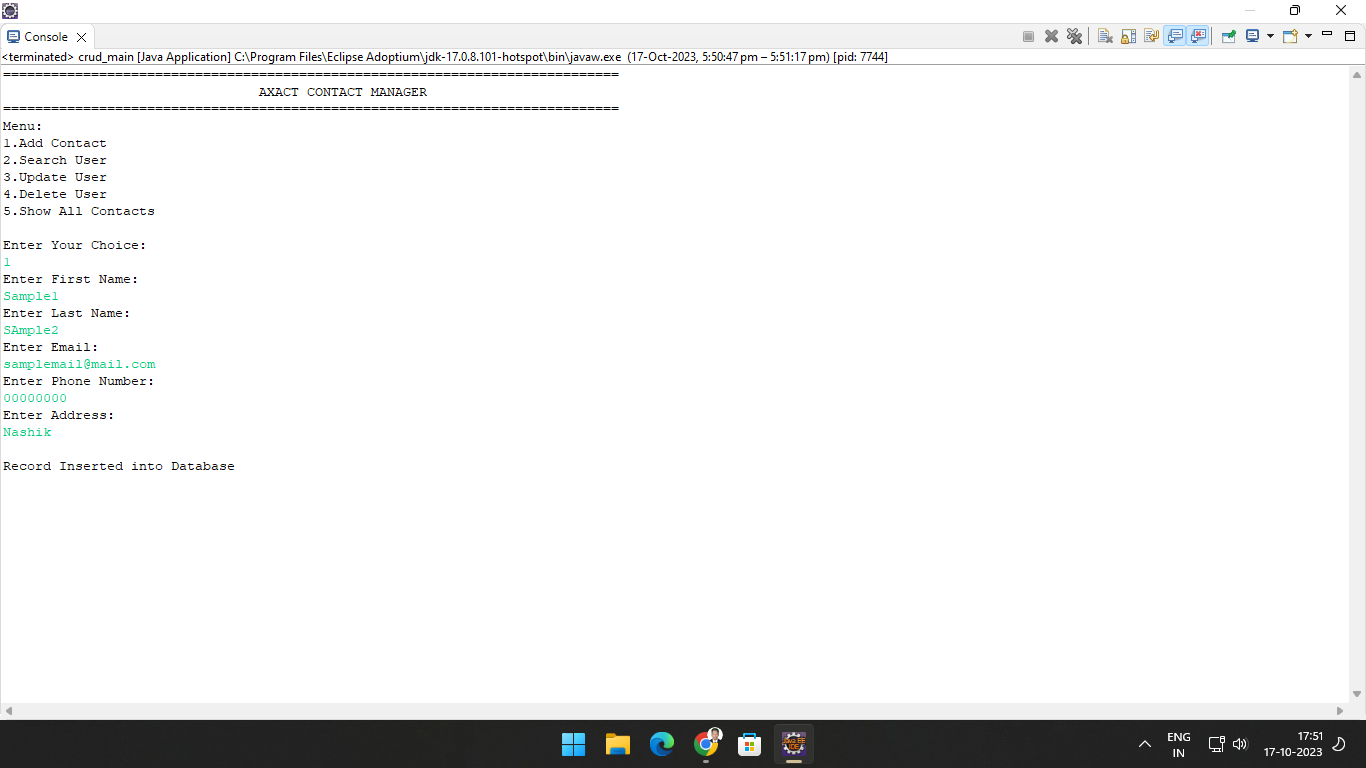 Console
<terminated> crud_main [Java Application] C:\Program Files\Eclipse Adoptium\jdk-17.0.8.101-hotspot\bin\javaw.exe (17-Oct-2023, 5:50:47 pm – 5:51:17 pm) [pid: 7744]
=============================================================================
AXACT CONTACT MANAGER
=============================================================================
Menu:
1.Add Contact
2.Search User
3.Update User
4.Delete User
5.Show All Contacts
Enter Your Choice:
1
Enter First Name:
Sample1
Enter Last Name:
SAmple2
Enter Email:
samplemail@mail.com
Enter Phone Number:
00000000
Enter Address:
Nashik
Record Inserted into Database
Java EE
IDE
ENG
IN
17:51
17-10-2023